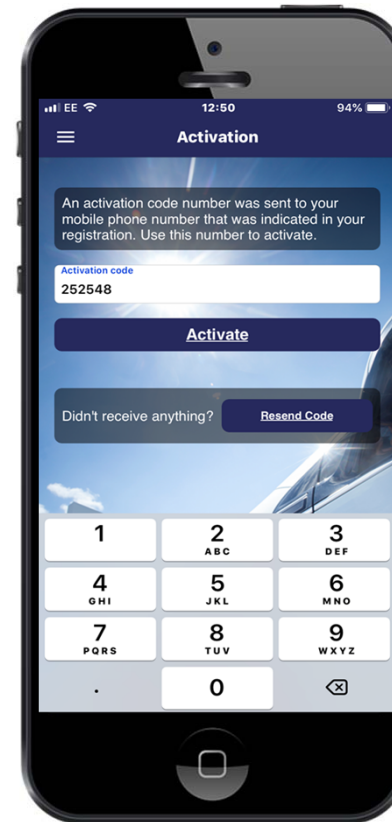 EE 12:50 94%
Activation
An activation code number was sent to your
mobile phone number that was indicated in your
registration. Use this number to activate.
Activation code
252548
Activate
Didn't receive anything? Resend Code
1 2 3
ABC DEF
4 5 6
GHI JKL MNO
7 8 9
PQRS TUV WXYZ
. 0